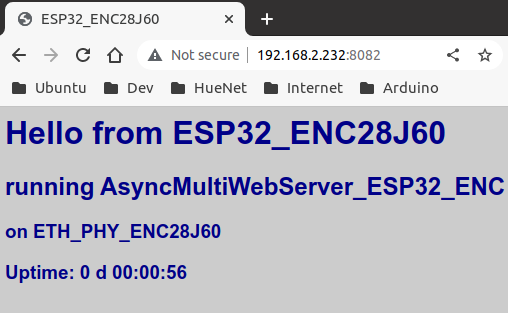 ESP32_ENC28J60
Not secure 192.168.2.232:8082
Ubuntu Dev HueNet Internet Arduino
Hello from ESP32_ENC28J60
running AsyncMultiWebServer_ESP32_ENC
on ETH_PHY_ENC28J60
Uptime: 0 d 00:00:56